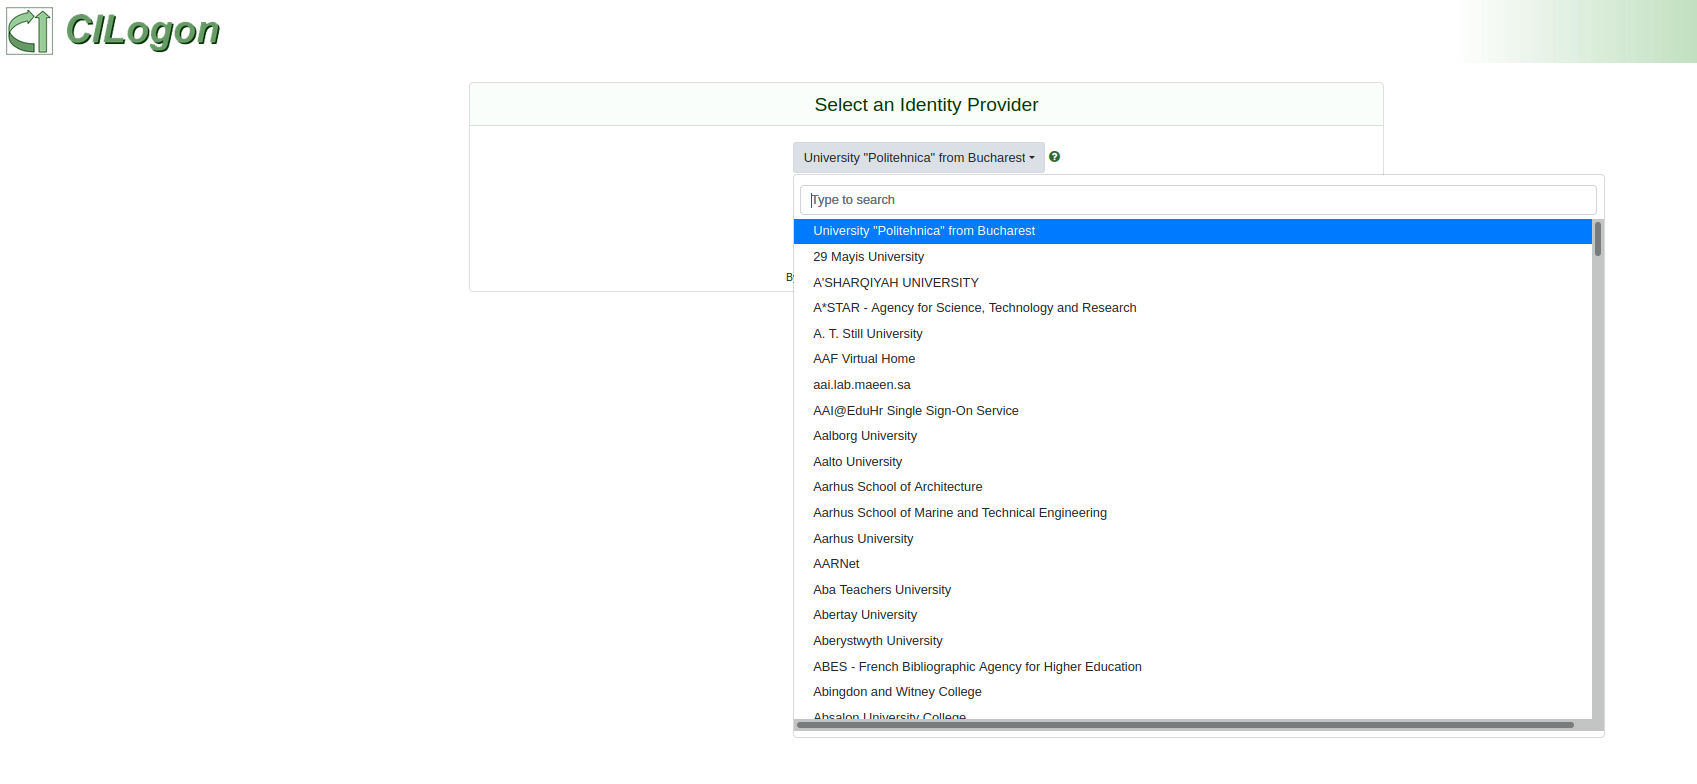 CILogon
Select an Identity Provider
University "Politehnica" from Bucharest
Type to search
University "Politehnica" from Bucharest
29 Mayis University
A'SHARQIYAH UNIVERSITY
A*STAR - Agency for Science, Technology and Research
A. T. Still University
AAF Virtual Home
aai.lab.maeen.sa
AAI@EduHr Single Sign-On Service
Aalborg University
Aalto University
Aarhus School of Architecture
Aarhus School of Marine and Technical Engineering
Aarhus University
AARNet
Aba Teachers University
Abertay University
Aberystwyth University
ABES - French Bibliographic Agency for Higher Education
Abingdon and Witney College
Absalon University College